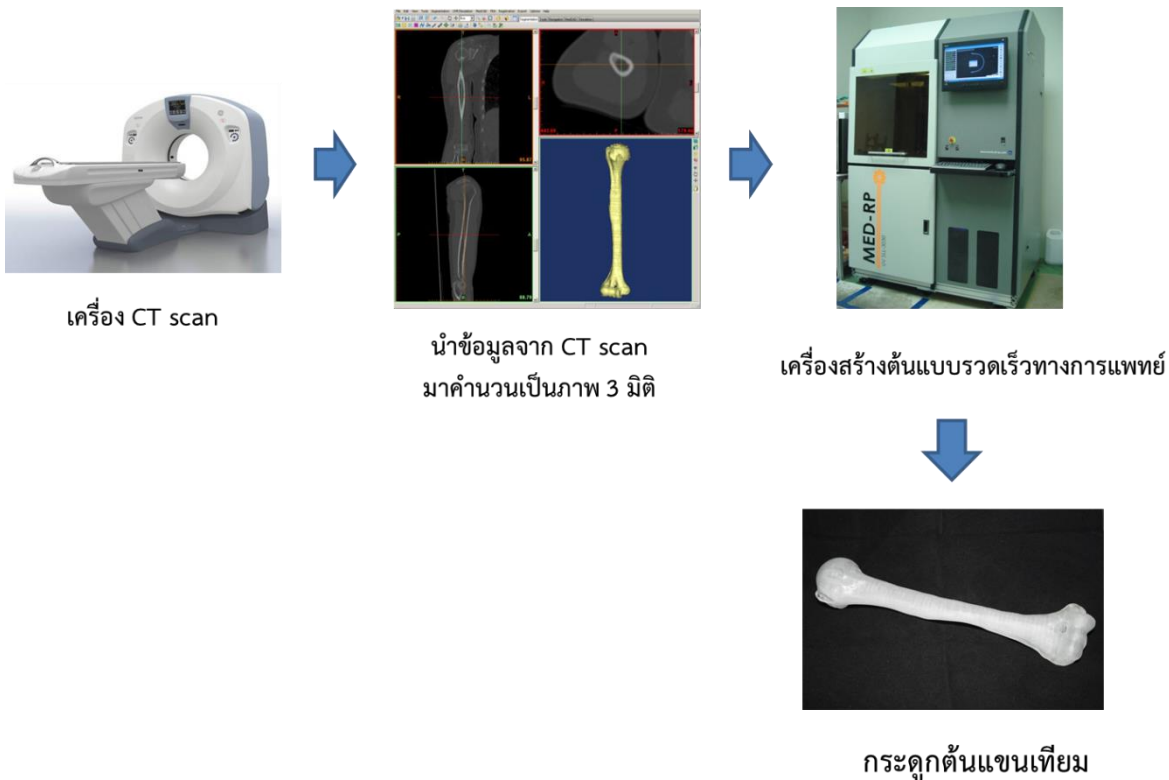 เครื่อง CT scan
นำข้อมูลจาก CT scan
มาคำนวนเป็นภาพ 3 มิติ
MED-RP
เครื่องสร้างต้นแบบรวดเร็วทางการแพทย์
กระดูกต้นแขนเทียม